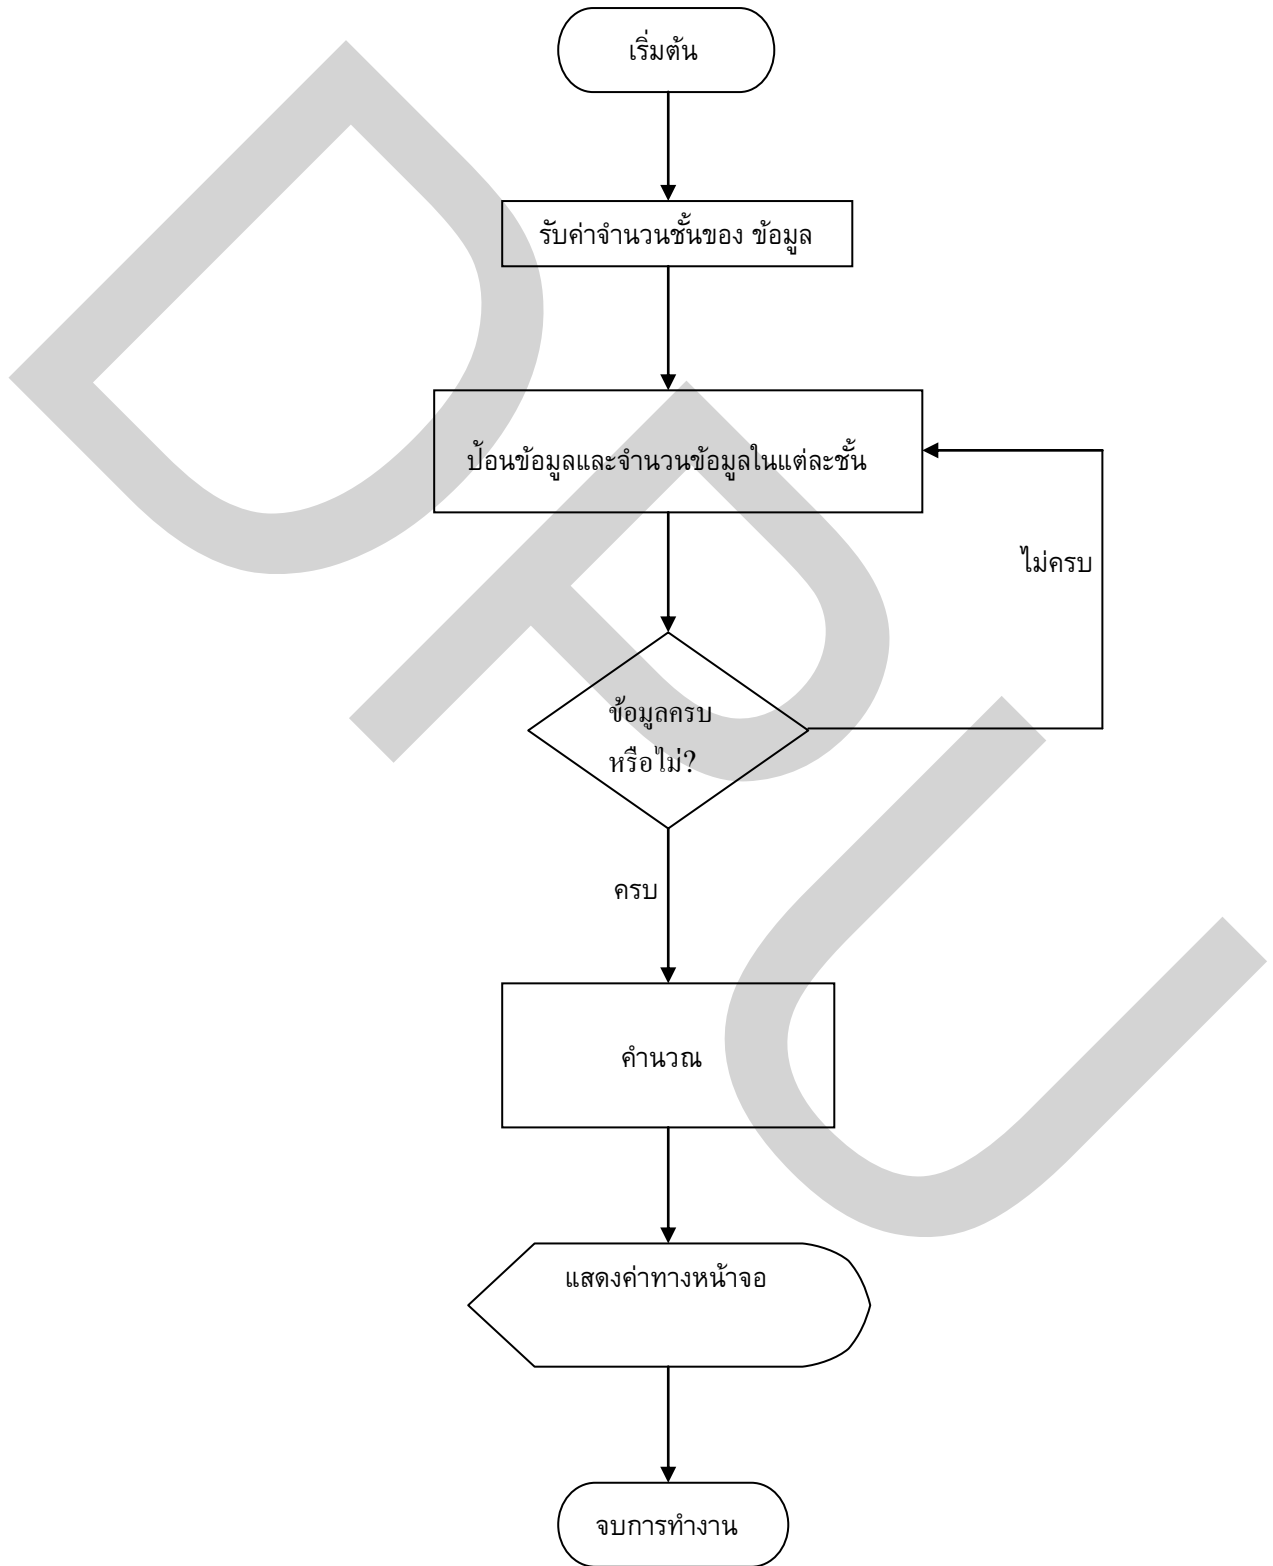 เริ่มต้น
รับค่าจำนวนชั้นของ ข้อมูล
ป้อนข้อมูลและจำนวนข้อมูลในแต่ละชั้น
ไม่ครบ
ข้อมูลครบ
หรือไม่?
ครบ
คำนวณ
แสดงค่าทางหน้าจอ
จบการทำงาน
DPU